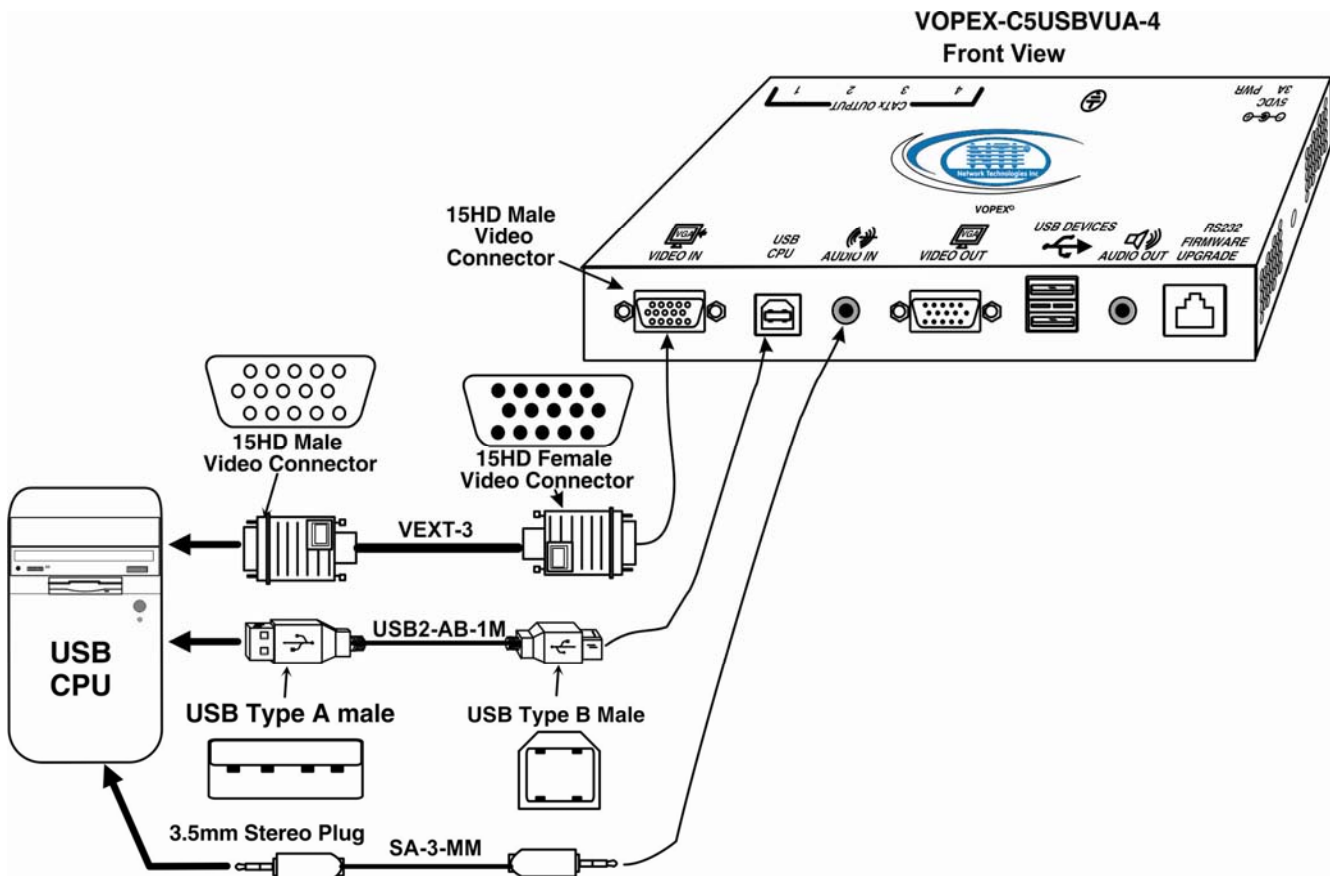 VOPEX-C5USBVUA-4
Front View
1 2 3 4
CATx OUTPUT
5VDC
3A PWR
NTI
Network Technologies Inc
VOPEX®
15HD Male
Video
Connector
VGA
VIDEO IN
USB
CPU
AUDIO IN
VGA
VIDEO OUT
USB DEVICES
AUDIO OUT
RS232
FIRMWARE
UPGRADE
15HD Male
Video Connector
15HD Female
Video Connector
VEXT-3
USB2-AB-1M
USB
CPU
USB Type A male
USB Type B Male
3.5mm Stereo Plug
SA-3-MM